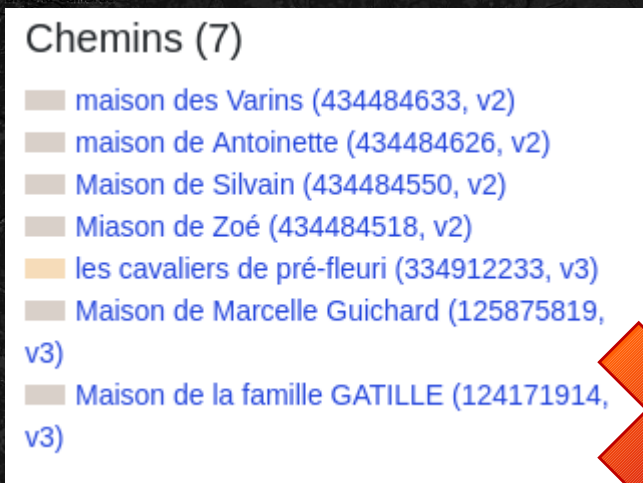 Chemins (7)
maison des Varins (434484633, v2)
maison de Antoinette (434484626, v2)
Maison de Silvain (434484550, v2)
Miason de Zoé (434484518, v2)
les cavaliers de pré-fleuri (334912233, v3)
Maison de Marcelle Guichard (125875819,
v3)
Maison de la famille GATILLE (124171914,
v3)